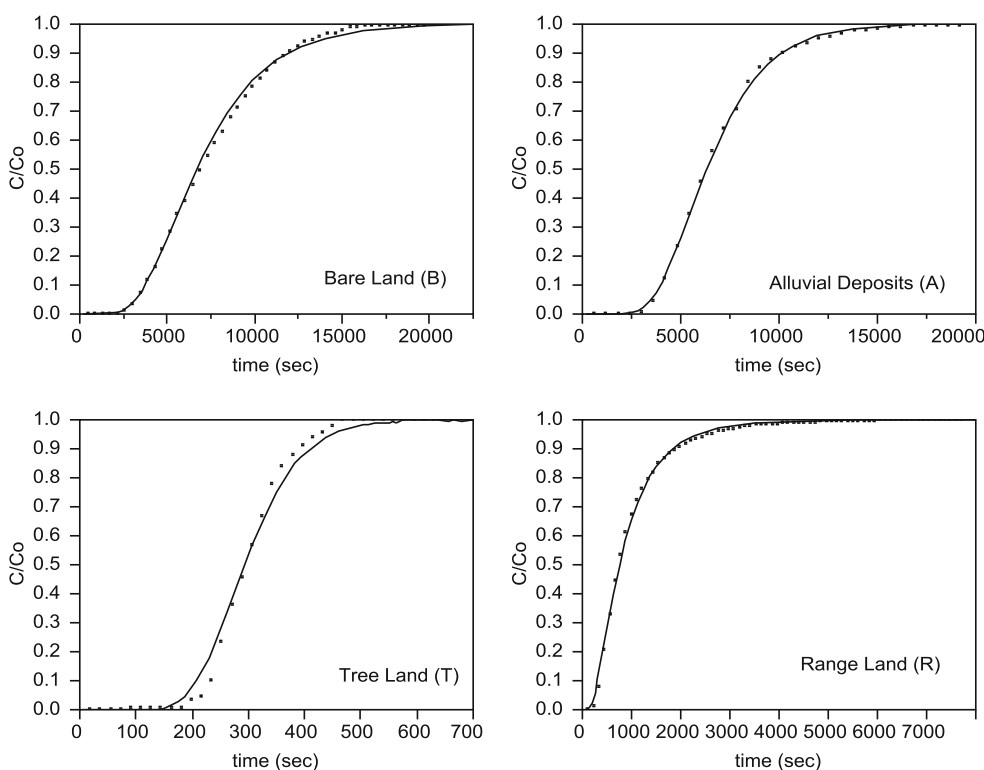 1.0
0.9
0.8
0.7
0.6
0.5
0.4
0.3
0.2
0.1
0.0
C/Co
Bare Land (B)
0 5000 10000 15000 20000
time (sec)
1.0
0.9
0.8
0.7
0.6
0.5
0.4
0.3
0.2
0.1
0.0
C/Co
Alluvial Deposits (A)
0 5000 10000 15000 20000
time (sec)
1.0
0.9
0.8
0.7
0.6
0.5
0.4
0.3
0.2
0.1
0.0
C/Co
Tree Land (T)
0 100 200 300 400 500 600 700
time (sec)
1.0
0.9
0.8
0.7
0.6
0.5
0.4
0.3
0.2
0.1
0.0
C/Co
Range Land (R)
0 1000 2000 3000 4000 5000 6000 7000
time (sec)